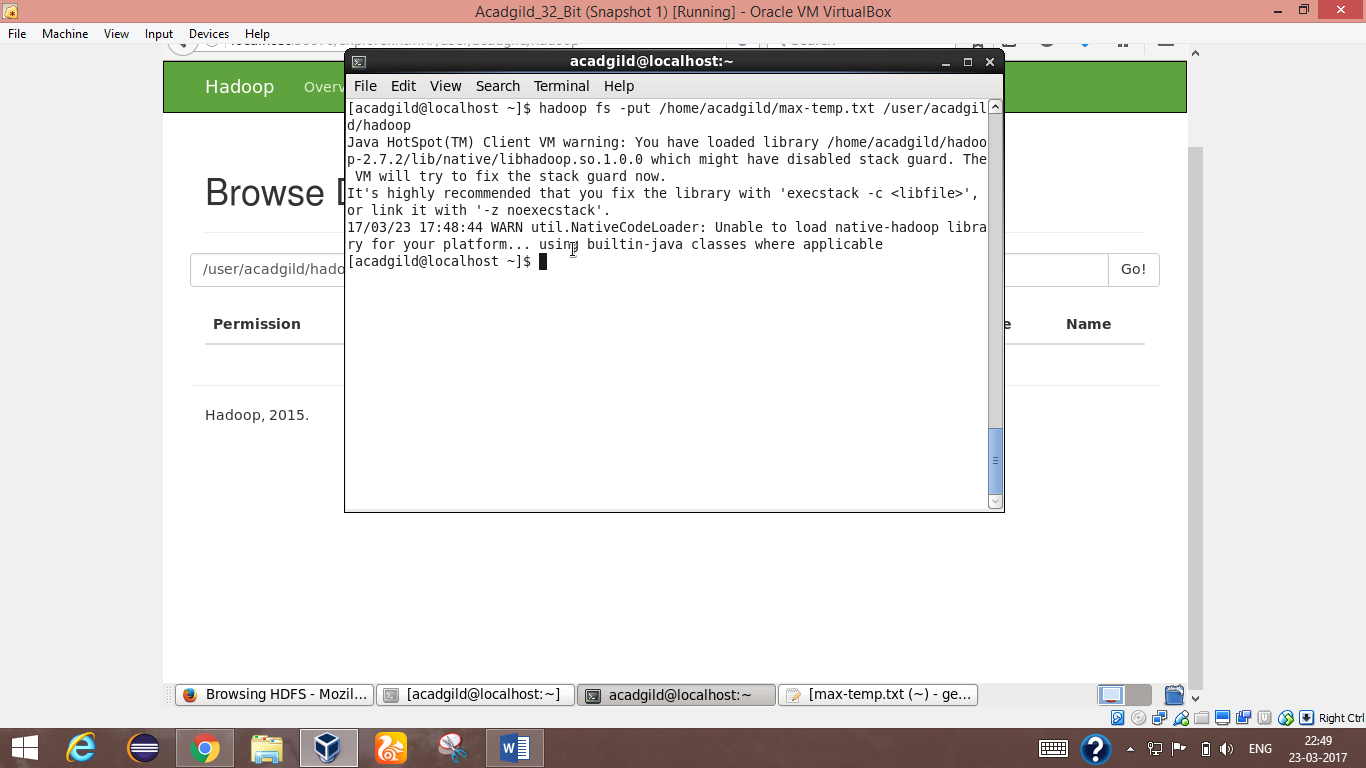 Acadgild_32_Bit (Snapshot 1) [Running] - Oracle VM VirtualBox
File Machine View Input Devices Help
acadgild@localhost:~
File Edit View Search Terminal Help
Hadoop Overv
[acadgild@localhost ~]$ hadoop fs -put /home/acadgild/max-temp.txt /user/acadgil
d/hadoop
Java HotSpot(TM) Client VM warning: You have loaded library /home/acadgild/hadoo
p-2.7.2/lib/native/libhadoop.so.1.0.0 which might have disabled stack guard. The
VM will try to fix the stack guard now.
It's highly recommended that you fix the library with 'execstack -c <libfile>',
or link it with '-z noexecstack'.
17/03/23 17:48:44 WARN util.NativeCodeLoader: Unable to load native-hadoop libra
ry for your platform... using builtin-java classes where applicable
[acadgild@localhost ~]$
Browse D
/user/acadgild/hado Go!
Permission e Name
Hadoop, 2015.
Browsing HDFS - Mozil... [acadgild@localhost:~] acadgild@localhost:~ [max-temp.txt (~) - ge...
Right Ctrl
ENG 22:49
23-03-2017